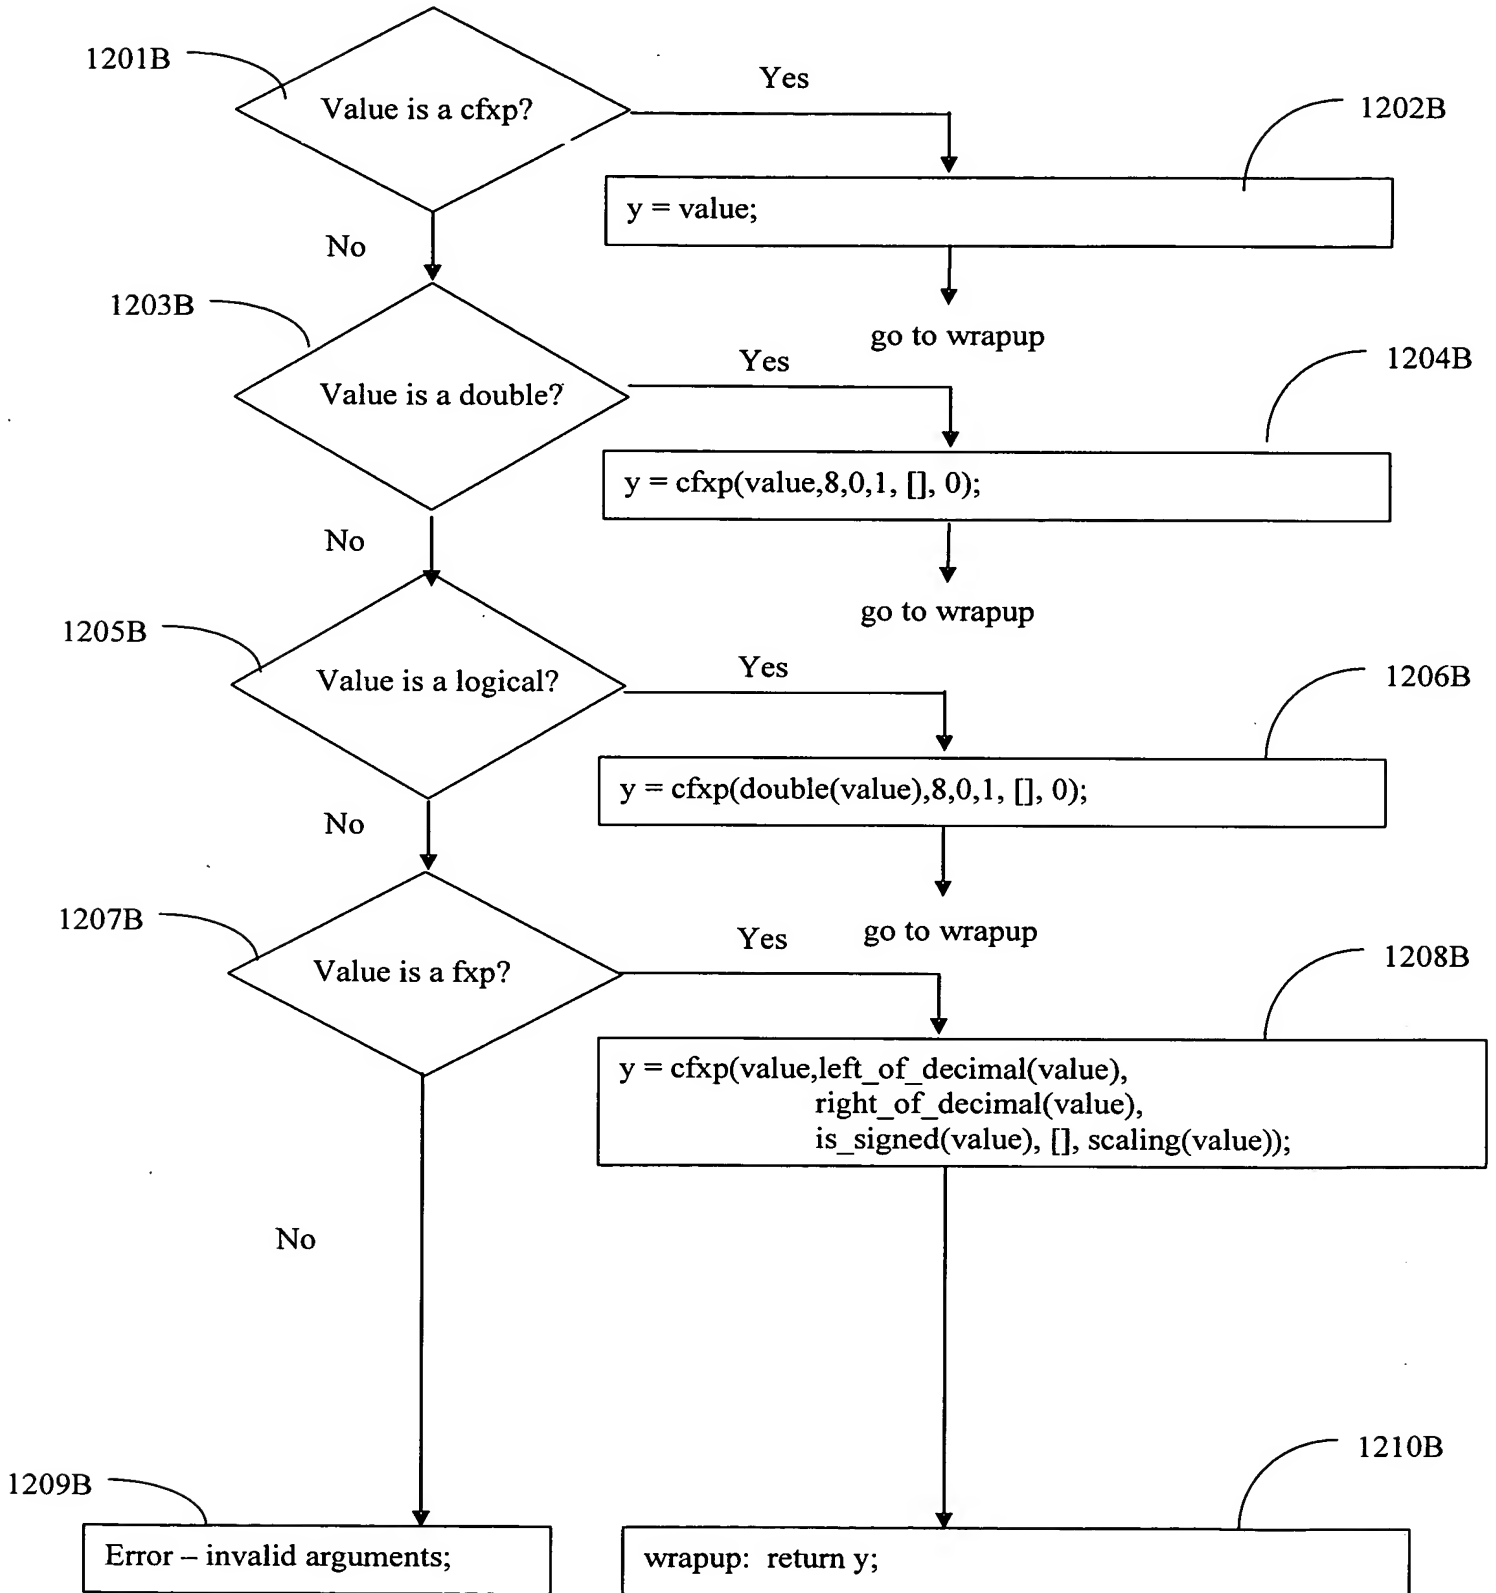 1201B
Value is a cfxp?
Yes
1202B
y = value;
No
go to wrapup
1203B
Value is a double?
Yes
1204B
y = cfxp(value,8,0,1, [], 0);
No
go to wrapup
1205B
Value is a logical?
Yes
1206B
y = cfxp(double(value),8,0,1, [], 0);
No
go to wrapup
1207B
Value is a fxp?
Yes
1208B
y = cfxp(value,left_of_decimal(value),
right_of_decimal(value),
is_signed(value), [], scaling(value));
No
1209B
Error – invalid arguments;
1210B
wrapup: return y;